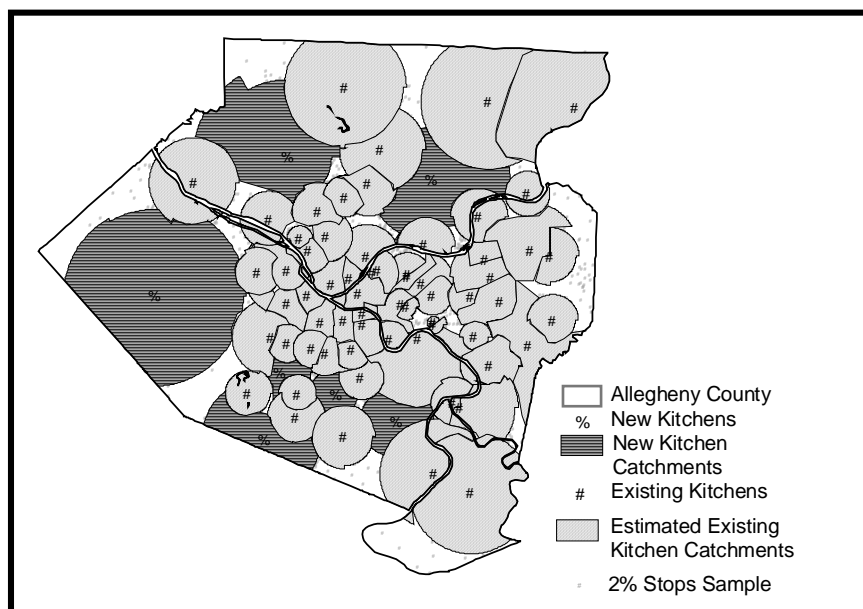 Allegheny County
% New Kitchens
New Kitchen
Catchments
# Existing Kitchens
Estimated Existing
Kitchen Catchments
2% Stops Sample